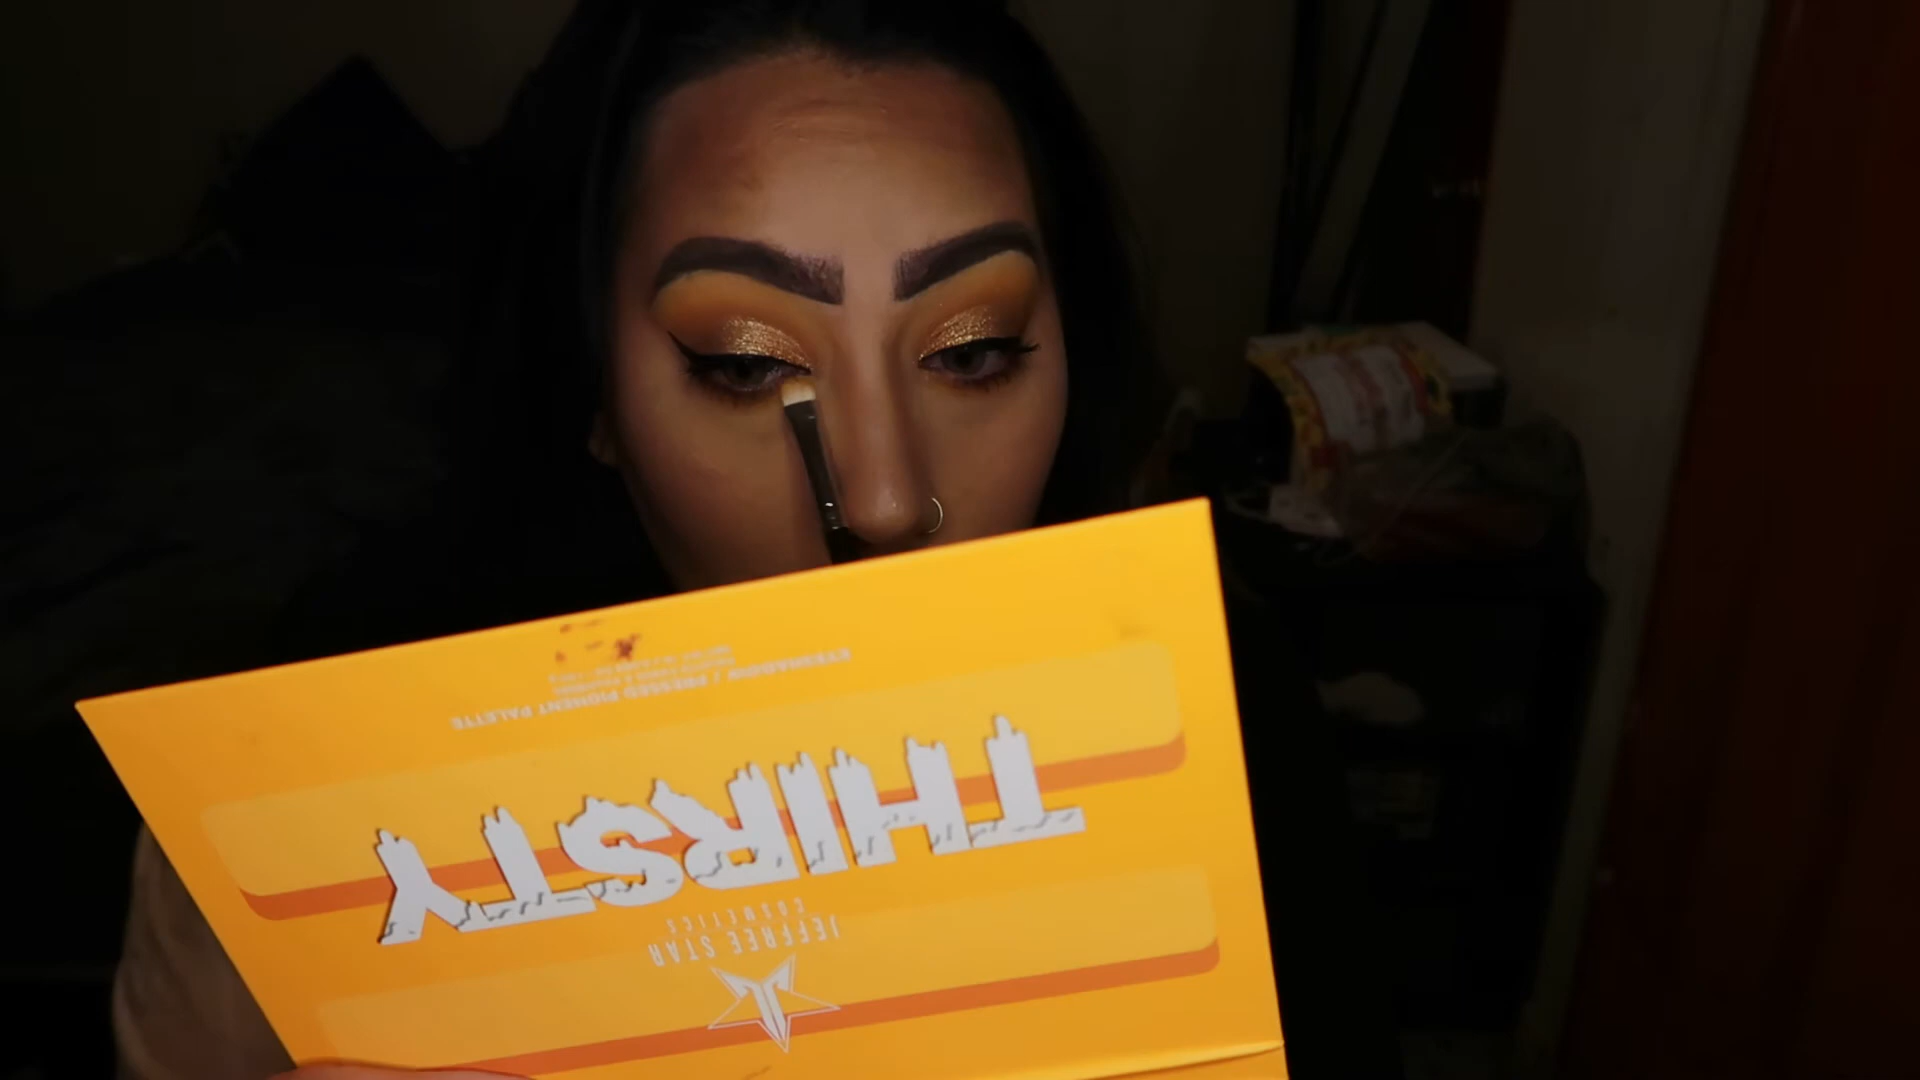 JEFFREE STAR
COSMETICS
THIRSTY
EYESHADOW / PRESSED PIGMENT PALETTE